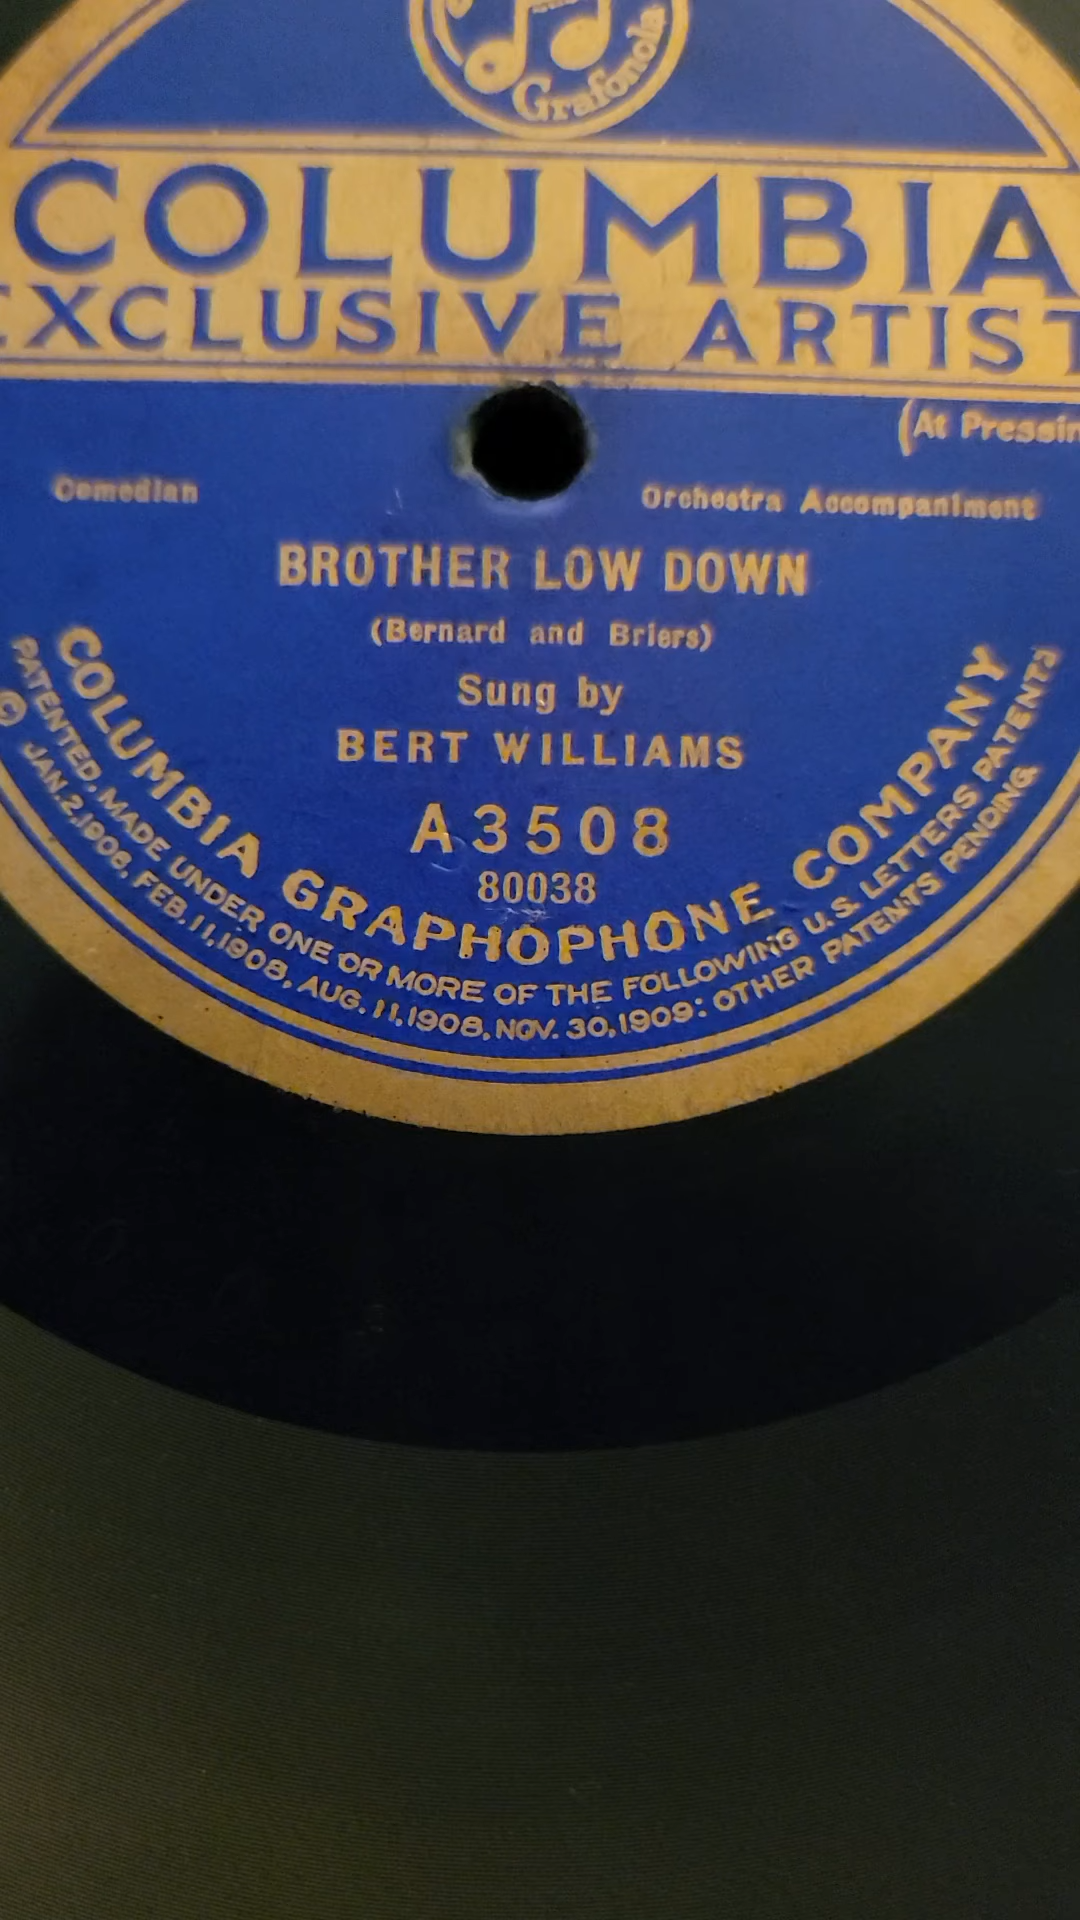 Grafonola
COLUMBIA
EXCLUSIVE ARTIST
(At Pressin
Comedian
Orchestra Accompaniment
BROTHER LOW DOWN
(Bernard and Briers)
Sung by
BERT WILLIAMS
A3508
80038
COLUMBIA GRAPHOPHONE COMPANY
PATENTED. MADE UNDER ONE OR MORE OF THE FOLLOWING U.S. LETTERS PATENTS
© JAN.2,1906, FEB.11,1908, AUG.11,1908, NOV. 30,1909: OTHER PATENTS PENDING.